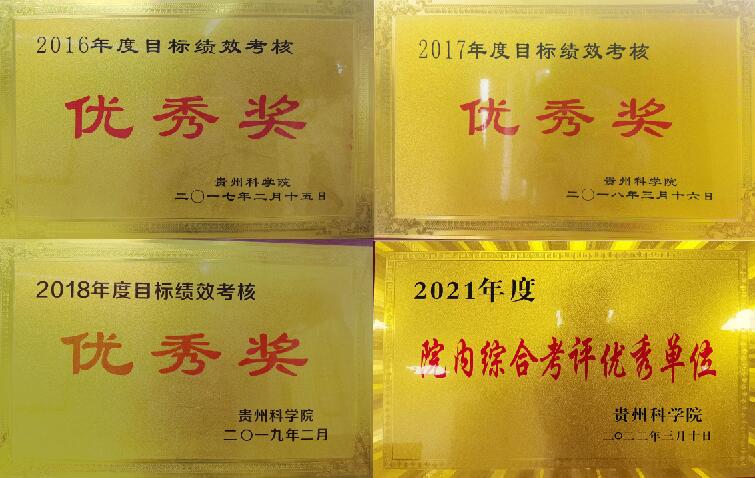 2016年度目标绩效考核
优秀奖
贵州科学院
二〇一七年二月十五日
2017年度目标绩效考核
优秀奖
贵州科学院
二〇一八年三月十六日
2018年度目标绩效考核
优秀奖
贵州科学院
二〇一九年二月
2021年度
院内综合考评优秀单位
贵州科学院
二〇二二年三月十日